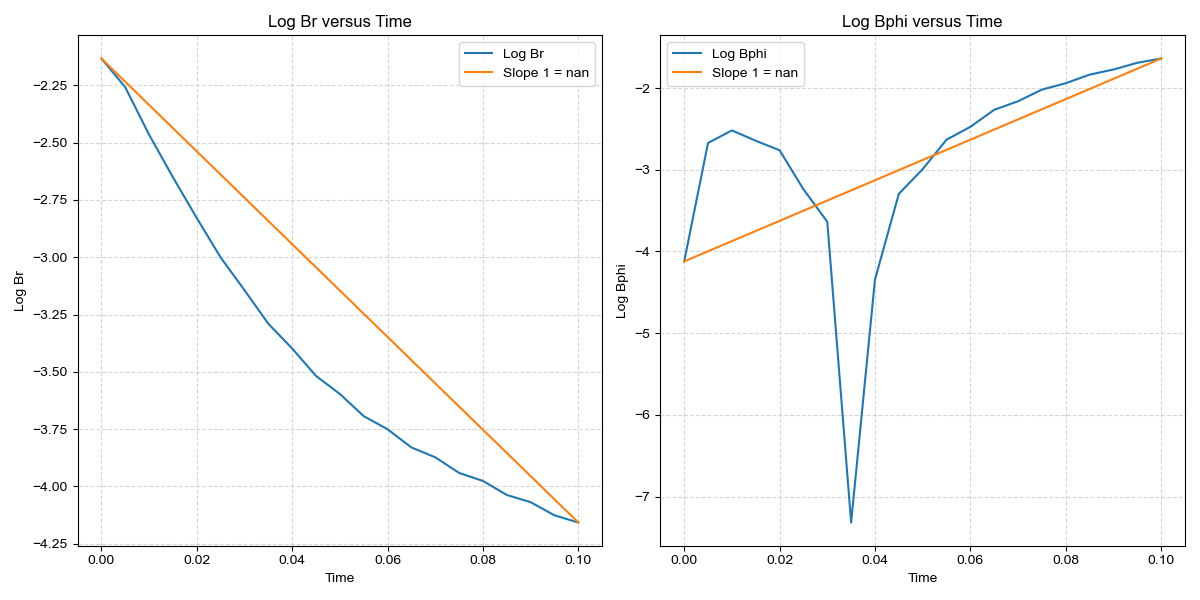 Log Br versus Time
Log Br
Slope 1 = nan
−2.25
−2.50
−2.75
−3.00
−3.25
−3.50
−3.75
−4.00
−4.25
Log Br
0.00 0.02 0.04 0.06 0.08 0.10
Time
Log Bphi versus Time
Log Bphi
Slope 1 = nan
−2
−3
−4
−5
−6
−7
Log Bphi
0.00 0.02 0.04 0.06 0.08 0.10
Time